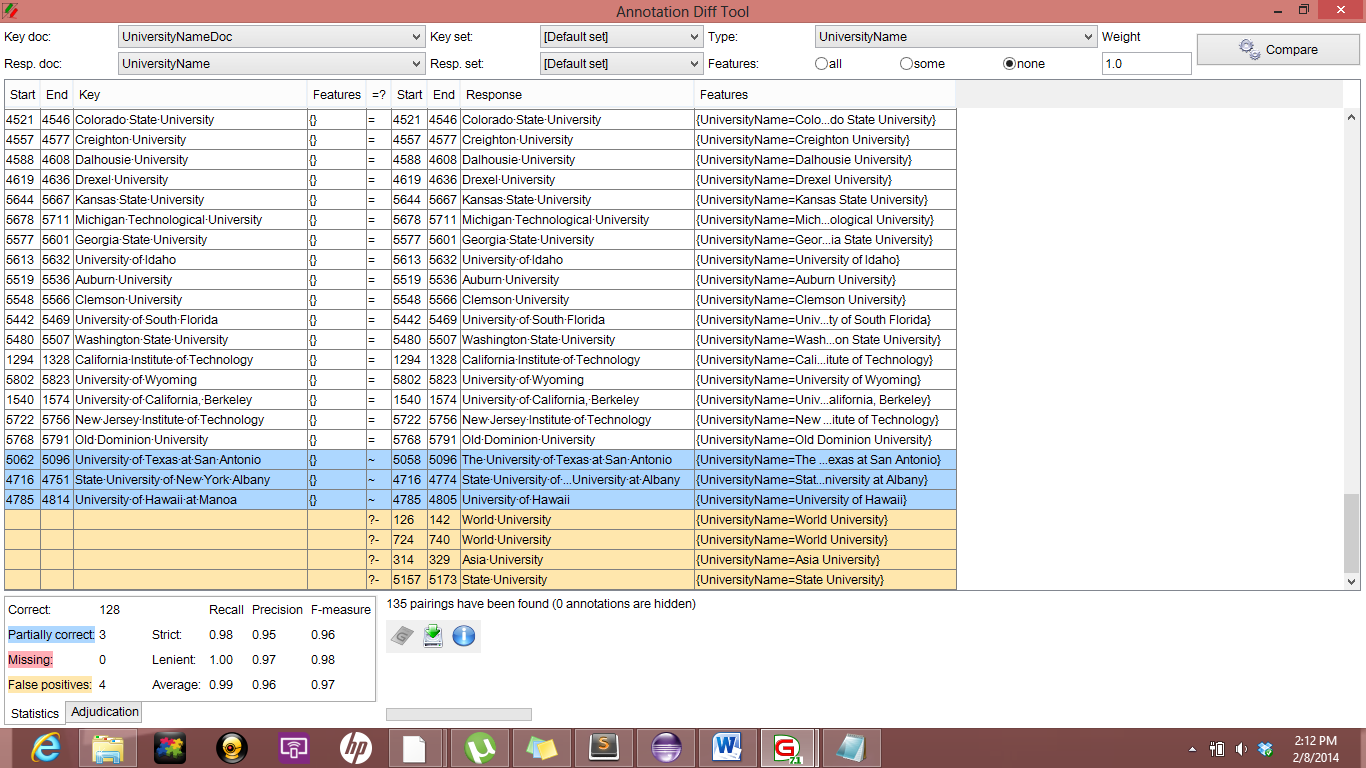 Annotation Diff Tool
Key doc: UniversityNameDoc Key set: [Default set] Type: UniversityName Weight
Resp. doc: UniversityName Resp. set: [Default set] Features: all some none 1.0 Compare
Start End Key Features =? Start End Response Features
4521 4546 Colorado·State·University {} = 4521 4546 Colorado·State·University {UniversityName=Colo...do State University}
4557 4577 Creighton·University {} = 4557 4577 Creighton·University {UniversityName=Creighton University}
4588 4608 Dalhousie·University {} = 4588 4608 Dalhousie·University {UniversityName=Dalhousie University}
4619 4636 Drexel·University {} = 4619 4636 Drexel·University {UniversityName=Drexel University}
5644 5667 Kansas·State·University {} = 5644 5667 Kansas·State·University {UniversityName=Kansas State University}
5678 5711 Michigan·Technological·University {} = 5678 5711 Michigan·Technological·University {UniversityName=Mich...ological University}
5577 5601 Georgia·State·University {} = 5577 5601 Georgia·State·University {UniversityName=Geor...ia State University}
5613 5632 University·of·Idaho {} = 5613 5632 University·of·Idaho {UniversityName=University of Idaho}
5519 5536 Auburn·University {} = 5519 5536 Auburn·University {UniversityName=Auburn University}
5548 5566 Clemson·University {} = 5548 5566 Clemson·University {UniversityName=Clemson University}
5442 5469 University·of·South·Florida {} = 5442 5469 University·of·South·Florida {UniversityName=Univ...ty of South Florida}
5480 5507 Washington·State·University {} = 5480 5507 Washington·State·University {UniversityName=Wash...on State University}
1294 1328 California·Institute·of·Technology {} = 1294 1328 California·Institute·of·Technology {UniversityName=Cali...itute of Technology}
5802 5823 University·of·Wyoming {} = 5802 5823 University·of·Wyoming {UniversityName=University of Wyoming}
1540 1574 University·of·California,·Berkeley {} = 1540 1574 University·of·California,·Berkeley {UniversityName=Univ...alifornia, Berkeley}
5722 5756 New·Jersey·Institute·of·Technology {} = 5722 5756 New·Jersey·Institute·of·Technology {UniversityName=New ...itute of Technology}
5768 5791 Old·Dominion·University {} = 5768 5791 Old·Dominion·University {UniversityName=Old Dominion University}
5062 5096 University·of·Texas·at·San·Antonio {} ~ 5058 5096 The·University·of·Texas·at·San·Antonio {UniversityName=The ...exas at San Antonio}
4716 4751 State·University·of·New·York·Albany {} ~ 4716 4774 State·University·of·...University·at·Albany {UniversityName=Stat...niversity at Albany}
4785 4814 University·of·Hawaii·at·Manoa {} ~ 4785 4805 University·of·Hawaii {UniversityName=University of Hawaii}
?- 126 142 World·University {UniversityName=World University}
?- 724 740 World·University {UniversityName=World University}
?- 314 329 Asia·University {UniversityName=Asia University}
?- 5157 5173 State·University {UniversityName=State University}
Correct: 128 Recall Precision F-measure
Partially correct: 3 Strict: 0.98 0.95 0.96
Missing: 0 Lenient: 1.00 0.97 0.98
False positives: 4 Average: 0.99 0.96 0.97
Statistics Adjudication
135 pairings have been found (0 annotations are hidden)
2:12 PM
2/8/2014